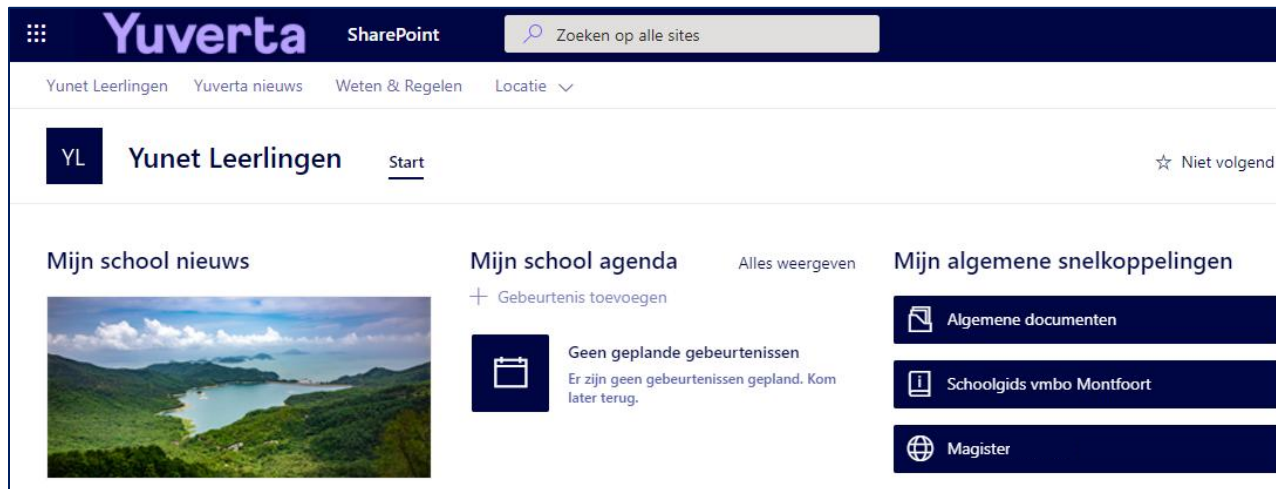 Yuverta SharePoint Zoeken op alle sites
Yunet Leerlingen Yuverta nieuws Weten & Regelen Locatie
YL Yunet Leerlingen Start Niet volgend
Mijn school nieuws
Mijn school agenda Alles weergeven
Gebeurtenis toevoegen
Geen geplande gebeurtenissen
Er zijn geen gebeurtenissen gepland. Kom
later terug.
Mijn algemene snelkoppelingen
Algemene documenten
Schoolgids vmbo Montfoort
Magister